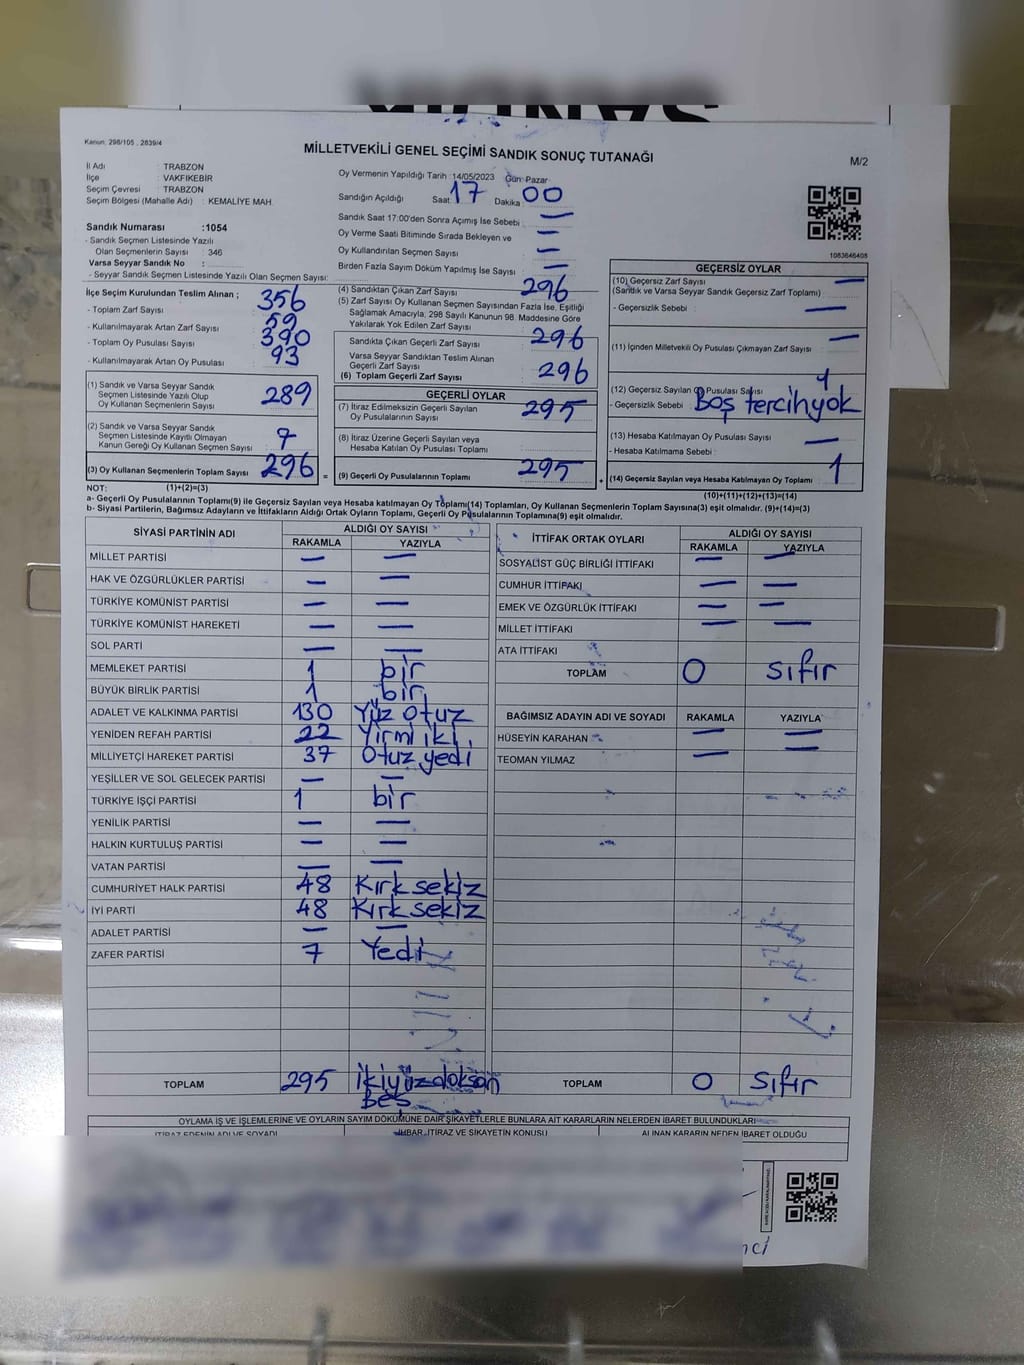 Kanun: 298/105 , 2839/4
MİLLETVEKİLİ GENEL SEÇİMİ SANDIK SONUÇ TUTANAĞI
M/2
İl Adı : TRABZON
İlçe : VAKFIKEBİR
Seçim Çevresi : TRABZON
Seçim Bölgesi (Mahalle Adı) : KEMALİYE MAH.
Oy Vermenin Yapıldığı Tarih :14/05/2023 Gün: Pazar
Sandığın Açıldığı Saat: 17 Dakika: 00
Sandık Saat 17:00'den Sonra Açımış İse Sebebi : —
Oy Verme Saati Bitiminde Sırada Bekleyen ve
Oy Kullandırılan Seçmen Sayısı : —
Birden Fazla Sayım Döküm Yapılmış İse Sayısı : —
Sandık Numarası :1054
- Sandık Seçmen Listesinde Yazılı
Olan Seçmenlerin Sayısı : 346
Varsa Seyyar Sandık No :
- Seyyar Sandık Seçmen Listesinde Yazılı Olan Seçmen Sayısı:
1083646405
İlçe Seçim Kurulundan Teslim Alınan ;
- Toplam Zarf Sayısı : 356
- Kullanılmayarak Artan Zarf Sayısı : 59
- Toplam Oy Pusulası Sayısı : 390
- Kullanılmayarak Artan Oy Pusulası : 93
(1) Sandık ve Varsa Seyyar Sandık
Seçmen Listesinde Yazılı Olup
Oy Kullanan Seçmenlerin Sayısı : 289
(2) Sandık ve Varsa Seyyar Sandık
Seçmen Listesinde Kayıtlı Olmayan
Kanun Gereği Oy Kullanan Seçmen Sayısı : 7
(3) Oy Kullanan Seçmenlerin Toplam Sayısı 296
(4) Sandıktan Çıkan Zarf Sayısı : 296
(5) Zarf Sayısı Oy Kullanan Seçmen Sayısından Fazla İse, Eşitliği
Sağlamak Amacıyla, 298 Sayılı Kanunun 98. Maddesine Göre
Yakılarak Yok Edilen Zarf Sayısı :
Sandıkta Çıkan Geçerli Zarf Sayısı : 296
Varsa Seyyar Sandıktan Teslim Alınan
Geçerli Zarf Sayısı :
(6) Toplam Geçerli Zarf Sayısı : 296
GEÇERLİ OYLAR
(7) İtiraz Edilmeksizin Geçerli Sayılan
Oy Pusulalarının Sayısı : 295
(8) İtiraz Üzerine Geçerli Sayılan veya
Hesaba Katılan Oy Pusulaları Toplamı :
= (9) Geçerli Oy Pusulalarının Toplamı : 295 +
GEÇERSİZ OYLAR
(10) Geçersiz Zarf Sayısı : —
(Sandık ve Varsa Seyyar Sandık Geçersiz Zarf Toplamı)
- Geçersizlik Sebebi : —
(11) İçinden Milletvekili Oy Pusulası Çıkmayan Zarf Sayısı : —
(12) Geçersiz Sayılan Oy Pusulası Sayısı : 1
- Geçersizlik Sebebi : Boş tercihyok
(13) Hesaba Katılmayan Oy Pusulası Sayısı : —
- Hesaba Katılmama Sebebi :
(14) Geçersiz Sayılan veya Hesaba Katılmayan Oy Toplamı : 1
NOT: (1)+(2)=(3)
(10)+(11)+(12)+(13)=(14)
a- Geçerli Oy Pusulalarının Toplamı(9) ile Geçersiz Sayılan veya Hesaba katılmayan Oy Toplamı(14) Toplamları, Oy Kullanan Seçmenlerin Toplam Sayısına(3) eşit olmalıdır. (9)+(14)=(3)
b- Siyasi Partilerin, Bağımsız Adayların ve İttifakların Aldığı Ortak Oyların Toplamı, Geçerli Oy Pusulalarının Toplamına(9) eşit olmalıdır.
SİYASİ PARTİNİN ADI ALDIĞI OY SAYISI
RAKAMLA YAZIYLA
MİLLET PARTİSİ — —
HAK VE ÖZGÜRLÜKLER PARTİSİ — —
TÜRKİYE KOMÜNİST PARTİSİ — —
TÜRKİYE KOMÜNİST HAREKETİ — —
SOL PARTİ — —
MEMLEKET PARTİSİ 1 bir
BÜYÜK BİRLİK PARTİSİ 1 bir
ADALET VE KALKINMA PARTİSİ 130 Yüz otuz
YENİDEN REFAH PARTİSİ 22 Yirmi iki
MİLLİYETÇİ HAREKET PARTİSİ 37 Otuz yedi
YEŞİLLER VE SOL GELECEK PARTİSİ — —
TÜRKİYE İŞÇİ PARTİSİ 1 bir
YENİLİK PARTİSİ — —
HALKIN KURTULUŞ PARTİSİ — —
VATAN PARTİSİ — —
CUMHURİYET HALK PARTİSİ 48 Kırk sekiz
İYİ PARTİ 48 Kırk sekiz
ADALET PARTİSİ — —
ZAFER PARTİSİ 7 Yedi
TOPLAM 295 ikiyüzdoksan
beş
İTTİFAK ORTAK OYLARI ALDIĞI OY SAYISI
RAKAMLA YAZIYLA
SOSYALİST GÜÇ BİRLİĞİ İTTİFAKI — —
CUMHUR İTTİFAKI — —
EMEK VE ÖZGÜRLÜK İTTİFAKI — —
MİLLET İTTİFAKI — —
ATA İTTİFAKI
TOPLAM 0 sıfır
BAĞIMSIZ ADAYIN ADI VE SOYADI RAKAMLA YAZIYLA
HÜSEYİN KARAHAN — —
TEOMAN YILMAZ — —
TOPLAM 0 Sıfır
OYLAMA İŞ VE İŞLEMLERİNE VE OYLARIN SAYIM DÖKÜMÜNE DAİR ŞİKAYETLERLE BUNLARA AİT KARARLARIN NELERDEN İBARET BULUNDUKLARI
İTİRAZ EDENİN ADI VE SOYADI İHBAR, İTİRAZ VE ŞİKAYETİN KONUSU ALINAN KARARIN NEDEN İBARET OLDUĞU